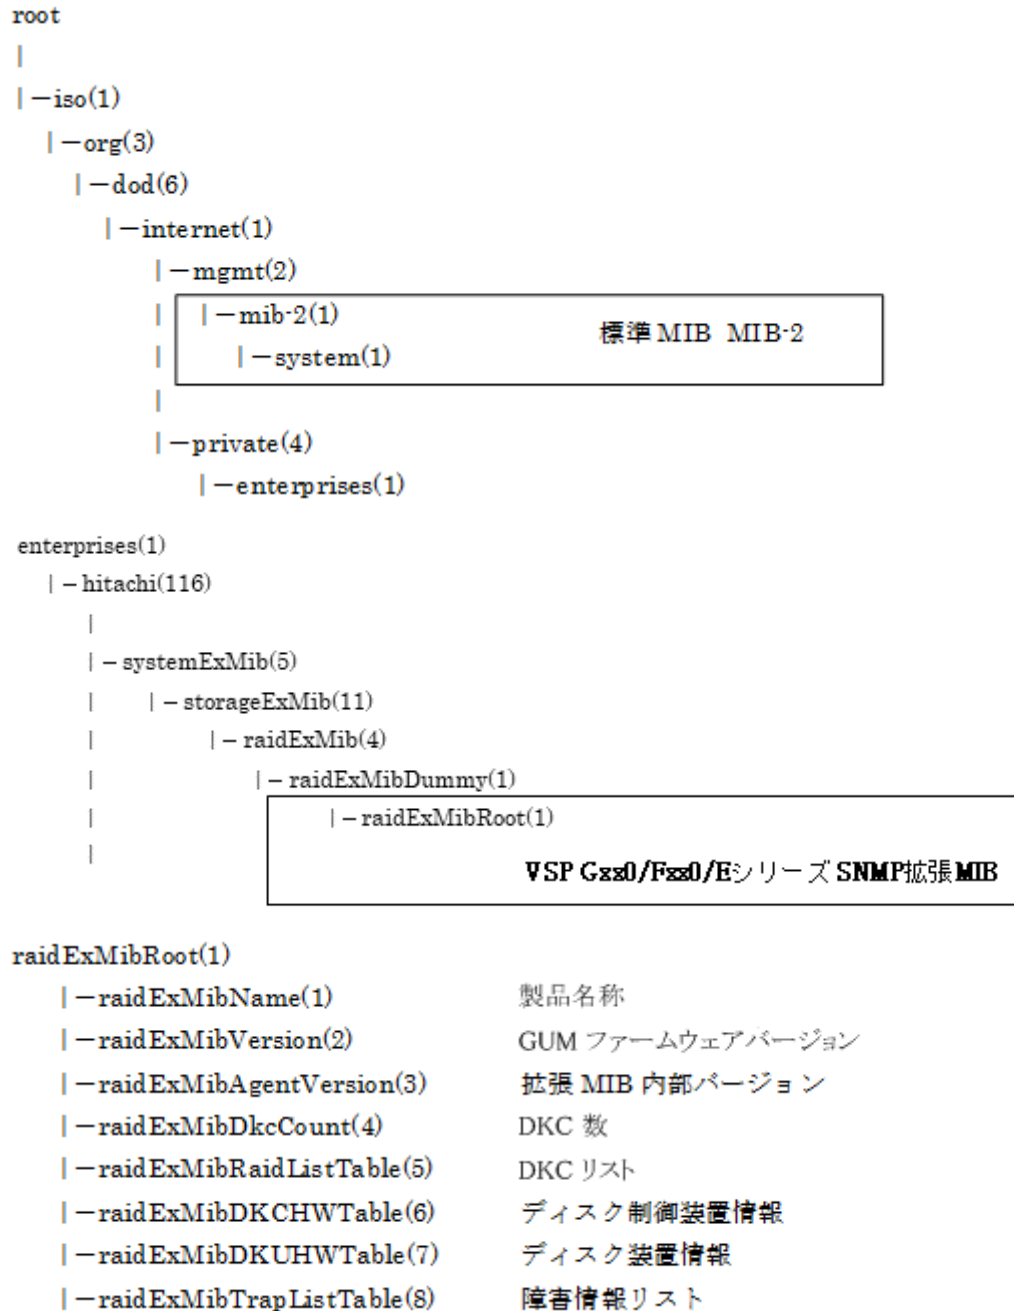 root
|
|－iso(1)
|－org(3)
|－dod(6)
|－internet(1)
|－mgmt(2)
| |－mib-2(1) 標準 MIB MIB-2
| |－system(1)
|
|－private(4)
|－enterprises(1)
enterprises(1)
|－hitachi(116)
|
|－systemExMib(5)
| |－storageExMib(11)
| |－raidExMib(4)
| |－raidExMibDummy(1)
| |－raidExMibRoot(1)
| VSP Gxx0/Fxx0/Eシリーズ SNMP拡張 MIB
raidExMibRoot(1)
|－raidExMibName(1) 製品名称
|－raidExMibVersion(2) GUM ファームウェアバージョン
|－raidExMibAgentVersion(3) 拡張 MIB 内部バージョン
|－raidExMibDkcCount(4) DKC 数
|－raidExMibRaidListTable(5) DKC リスト
|－raidExMibDKCHWTable(6) ディスク制御装置情報
|－raidExMibDKUHWTable(7) ディスク装置情報
|－raidExMibTrapListTable(8) 障害情報リスト